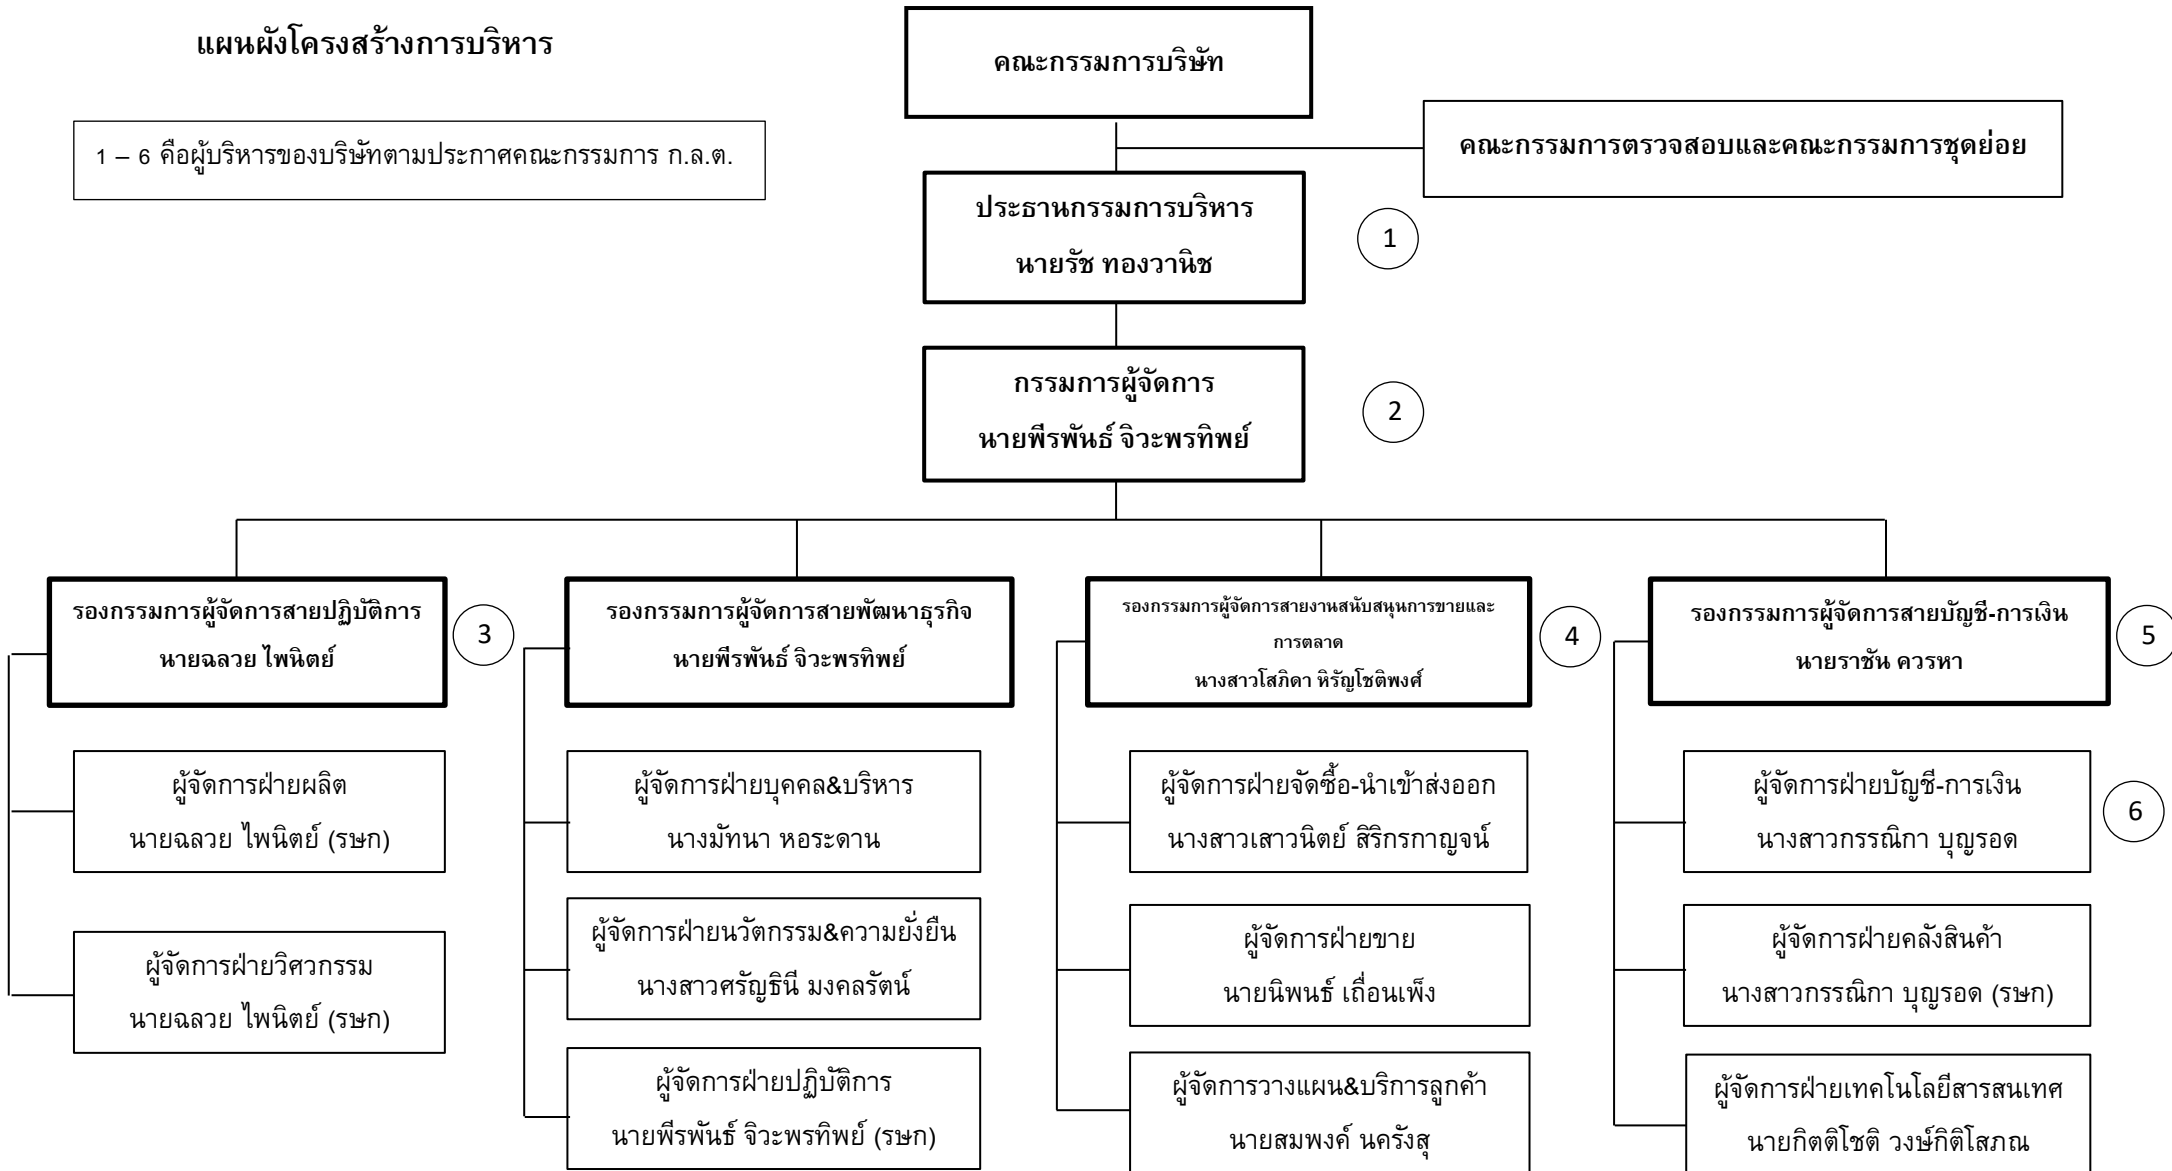 แผนผังโครงสร้างการบริหาร
คณะกรรมการบริษัท
1 – 6 คือผู้บริหารของบริษัทตามประกาศคณะกรรมการ ก.ล.ต.
คณะกรรมการตรวจสอบและคณะกรรมการชุดย่อย
ประธานกรรมการบริหาร
นายรัช ทองวานิช
1
กรรมการผู้จัดการ
นายพีรพันธ์ จิวะพรทิพย์
2
รองกรรมการผู้จัดการสายปฏิบัติการ
นายฉลวย ไพนิตย์
3
รองกรรมการผู้จัดการสายพัฒนาธุรกิจ
นายพีรพันธ์ จิวะพรทิพย์
รองกรรมการผู้จัดการสายงานสนับสนุนการขายและ
การตลาด
นางสาวโสภิดา หิรัญโชติพงศ์
4
รองกรรมการผู้จัดการสายบัญชี-การเงิน
นายราชัน ควรหา
5
ผู้จัดการฝ่ายผลิต
นายฉลวย ไพนิตย์ (รษก)
ผู้จัดการฝ่ายวิศวกรรม
นายฉลวย ไพนิตย์ (รษก)
ผู้จัดการฝ่ายบุคคล&บริหาร
นางมัทนา หอระดาน
ผู้จัดการฝ่ายนวัตกรรม&ความยั่งยืน
นางสาวศรัญธินี มงคลรัตน์
ผู้จัดการฝ่ายปฏิบัติการ
นายพีรพันธ์ จิวะพรทิพย์ (รษก)
ผู้จัดการฝ่ายจัดซื้อ-นำเข้าส่งออก
นางสาวเสาวนิตย์ สิริกรกาญจน์
ผู้จัดการฝ่ายขาย
นายนิพนธ์ เถื่อนเพ็ง
ผู้จัดการวางแผน&บริการลูกค้า
นายสมพงค์ นครังสุ
ผู้จัดการฝ่ายบัญชี-การเงิน
นางสาวกรรณิกา บุญรอด
6
ผู้จัดการฝ่ายคลังสินค้า
นางสาวกรรณิกา บุญรอด (รษก)
ผู้จัดการฝ่ายเทคโนโลยีสารสนเทศ
นายกิตติโชติ วงษ์กิติโสภณ